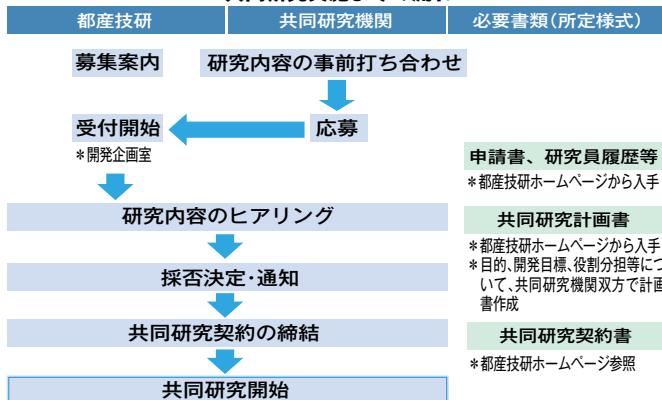 都産技研
共同研究機関
必要書類（所定様式）
募集案内
研究内容の事前打ち合わせ
受付開始
応募
＊開発企画室
申請書、研究員履歴等
＊都産技研ホームページから入手
研究内容のヒアリング
共同研究計画書
＊都産技研ホームページから入手
＊目的、開発目標、役割分担等につ
いて、共同研究機関双方で計画
書作成
採否決定・通知
共同研究契約の締結
共同研究契約書
＊都産技研ホームページ参照
共同研究開始